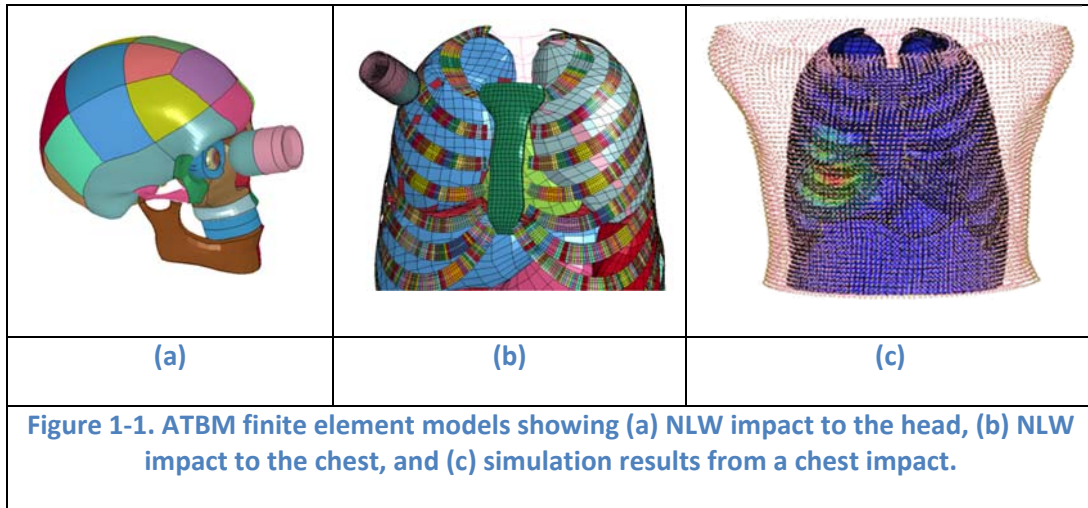 (a) (b) (c)
Figure 1-1. ATBM finite element models showing (a) NLW impact to the head, (b) NLW
impact to the chest, and (c) simulation results from a chest impact.